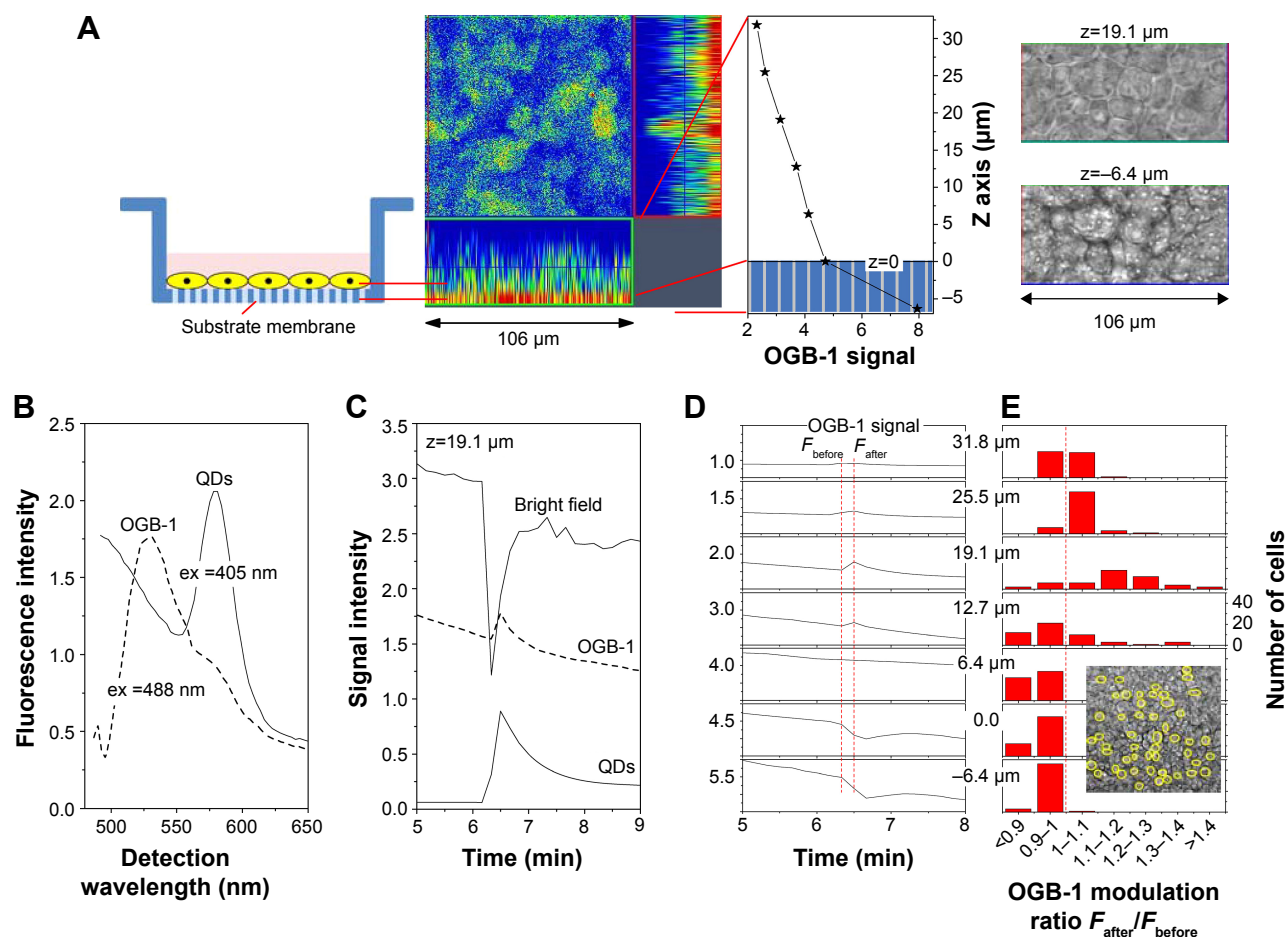 A
Substrate membrane
106 µm
2
4
6
8
OGB-1 signal
30
25
20
15
10
5
0
–5
Z axis (µm)
z=0
z=19.1 µm
z=–6.4 µm
106 µm
B
2.5
2.0
1.5
1.0
0.5
0.0
Fluorescence intensity
QDs
OGB-1
ex =405 nm
ex =488 nm
500
550
600
650
Detection
wavelength (nm)
C
3.5
3.0
2.5
2.0
1.5
1.0
0.5
0.0
Signal intensity
z=19.1 µm
Bright field
OGB-1
QDs
5
6
7
8
9
Time (min)
D
OGB-1 signal
Fbefore
Fafter
1.0
1.5
2.0
3.0
4.0
4.5
5.5
31.8 µm
25.5 µm
19.1 µm
12.7 µm
6.4 µm
0.0
–6.4 µm
5
6
7
8
Time (min)
E
40
20
0
Number of cells
<0.9
0.9–1
1–1.1
1.1–1.2
1.2–1.3
1.3–1.4
>1.4
OGB-1 modulation
ratio Fafter/Fbefore